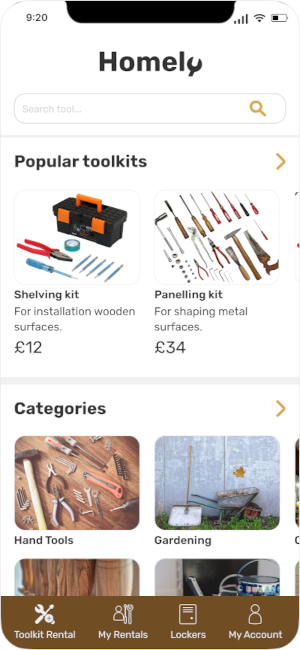 9:20
Homely
Search tool...
Popular toolkits
Shelving kit
Panelling kit
For installation wooden
surfaces.
For shaping metal
surfaces.
£12
£34
Categories
Hand Tools
Gardening
Toolkit Rental
My Rentals
Lockers
My Account